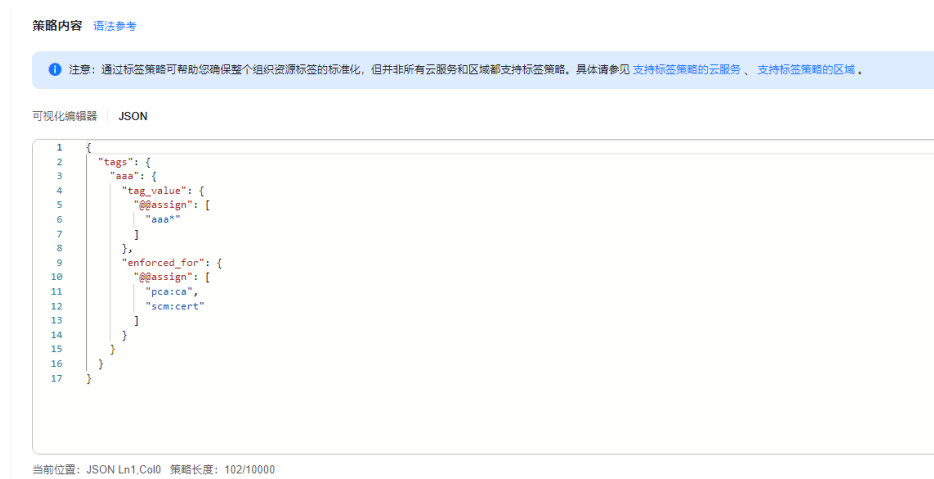 策略内容 语法参考
注意：通过标签策略可帮助您确保整个组织资源标签的标准化，但并非所有云服务和区域都支持标签策略。具体请参见 支持标签策略的云服务 、 支持标签策略的区域 。
可视化编辑器 JSON
1 {
2 "tags": {
3 "aaa": {
4 "tag_value": {
5 "@@assign": [
6 "aaa*"
7 ]
8 },
9 "enforced_for": {
10 "@@assign": [
11 "pca:ca",
12 "scm:cert"
13 ]
14 }
15 }
16 }
17 }
当前位置：JSON Ln1,Col0 策略长度：102/10000